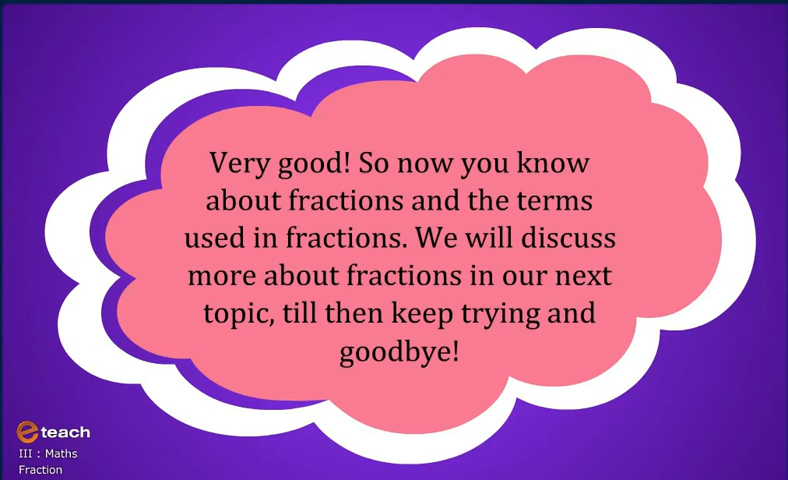 Very good! So now you know
about fractions and the terms
used in fractions. We will discuss
more about fractions in our next
topic, till then keep trying and
goodbye!
e teach
III : Maths
Fraction